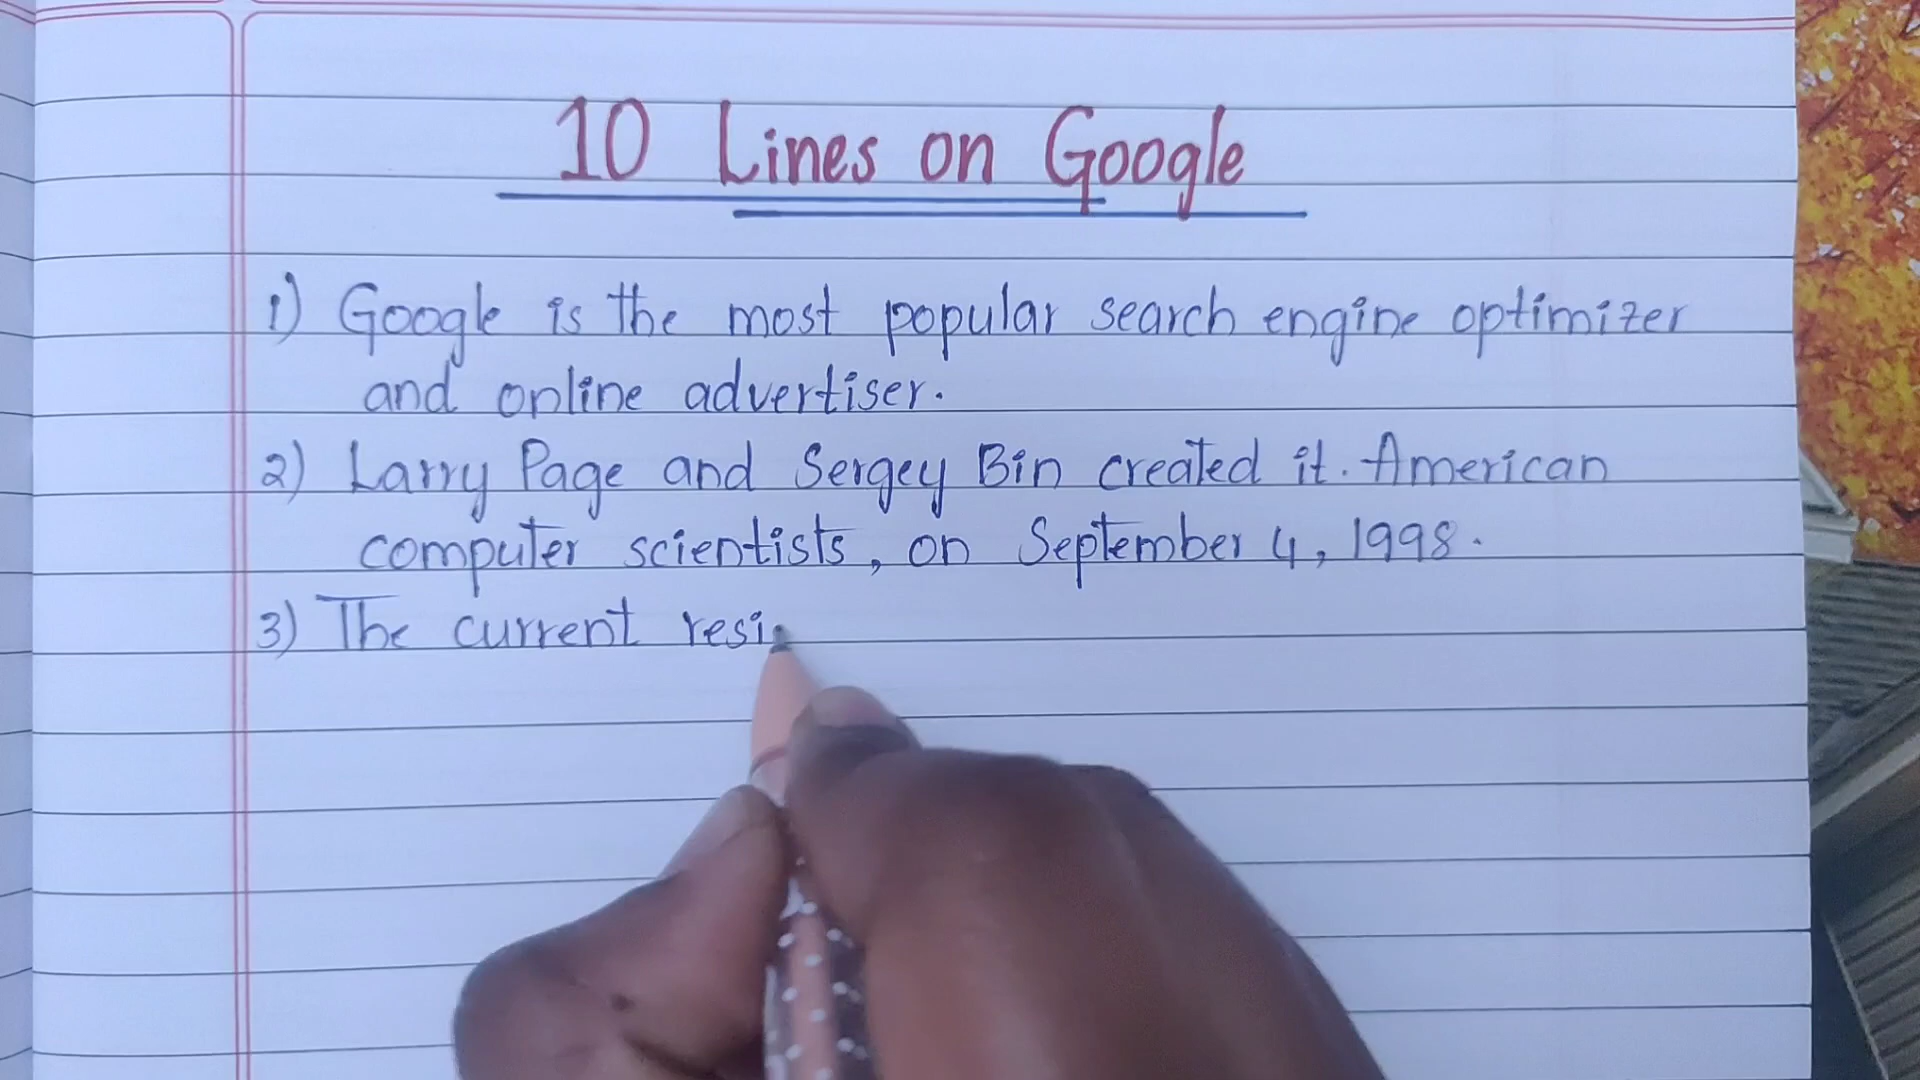 10 Lines on Google
1) Google is the most popular search engine optimizer
and online advertiser.
2) Larry Page and Sergey Bin created it. American
computer scientists, on September 4, 1998.
3) The current resi